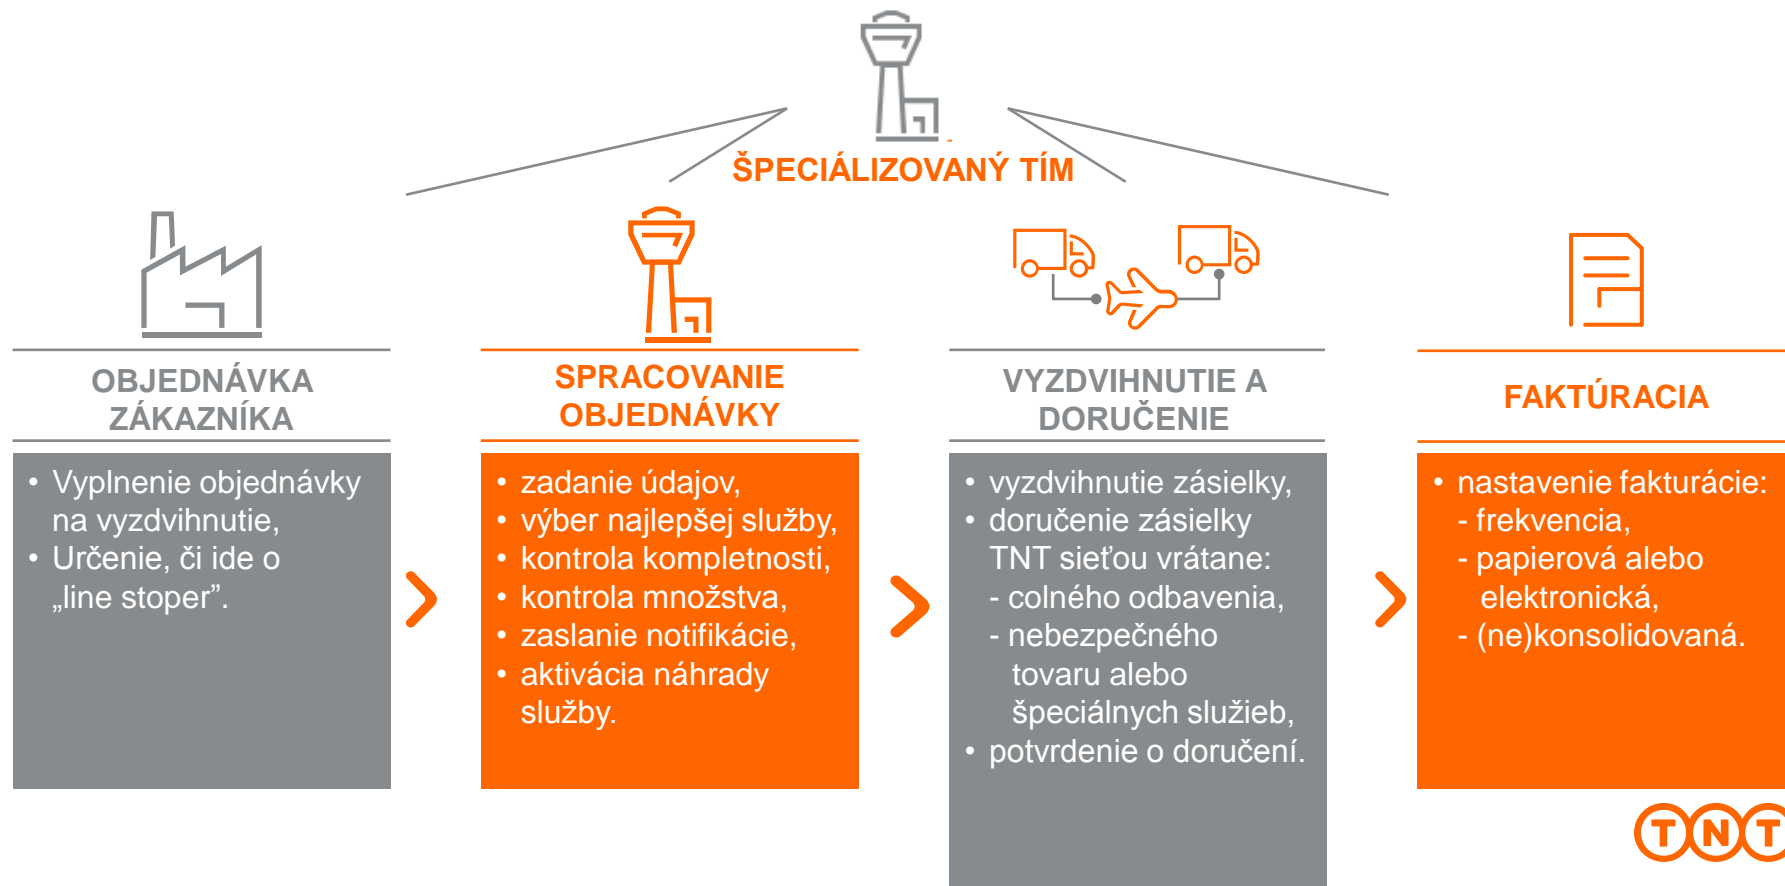 ŠPECIÁLIZOVANÝ TÍM
OBJEDNÁVKA
ZÁKAZNÍKA
• Vyplnenie objednávky
na vyzdvihnutie,
• Určenie, či ide o
„line stoper”.
SPRACOVANIE
OBJEDNÁVKY
• zadanie údajov,
• výber najlepšej služby,
• kontrola kompletnosti,
• kontrola množstva,
• zaslanie notifikácie,
• aktivácia náhrady
služby.
VYZDVIHNUTIE A
DORUČENIE
• vyzdvihnutie zásielky,
• doručenie zásielky
TNT sieťou vrátane:
- colného odbavenia,
- nebezpečného
tovaru alebo
špeciálnych služieb,
• potvrdenie o doručení.
FAKTÚRACIA
• nastavenie fakturácie:
- frekvencia,
- papierová alebo
elektronická,
- (ne)konsolidovaná.
TNT